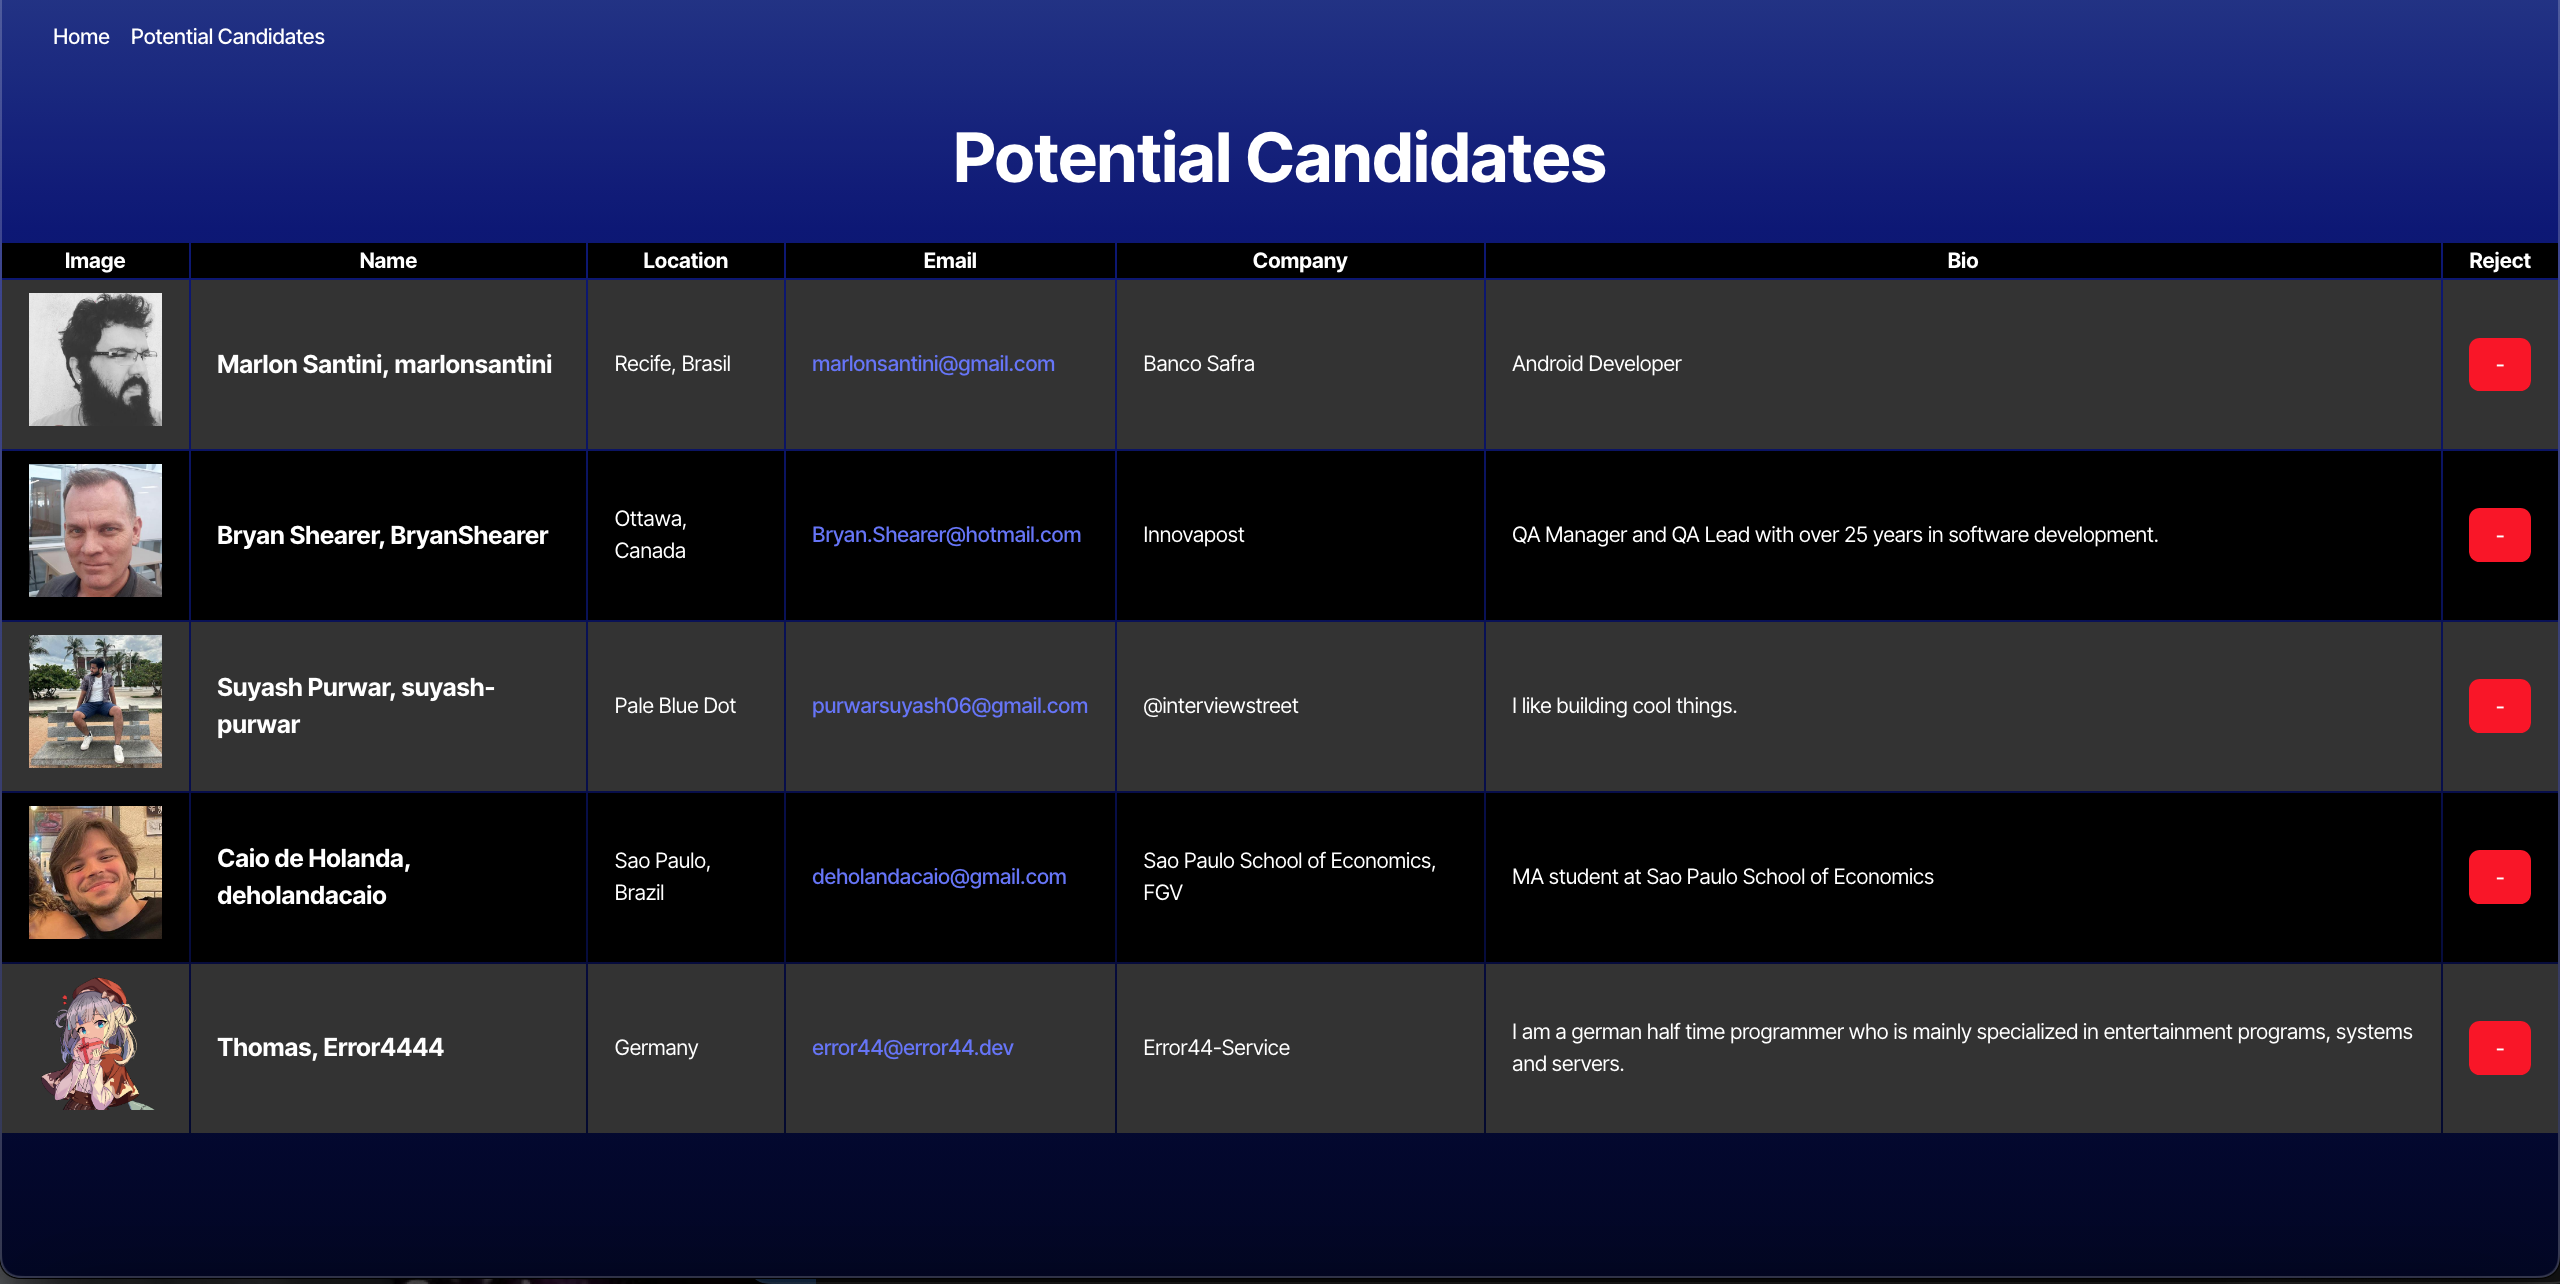 Home Potential Candidates
Potential Candidates
Image Name Location Email Company Bio Reject
Marlon Santini, marlonsantini Recife, Brasil marlonsantini@gmail.com Banco Safra Android Developer -
Bryan Shearer, BryanShearer Ottawa, Canada Bryan.Shearer@hotmail.com Innovapost QA Manager and QA Lead with over 25 years in software development. -
Suyash Purwar, suyash-
purwar Pale Blue Dot purwarsuyash06@gmail.com @interviewstreet I like building cool things. -
Caio de Holanda,
deholandacaio Sao Paulo,
Brazil deholandacaio@gmail.com Sao Paulo School of Economics,
FGV MA student at Sao Paulo School of Economics -
Thomas, Error4444 Germany error44@error44.dev Error44-Service I am a german half time programmer who is mainly specialized in entertainment programs, systems
and servers. -